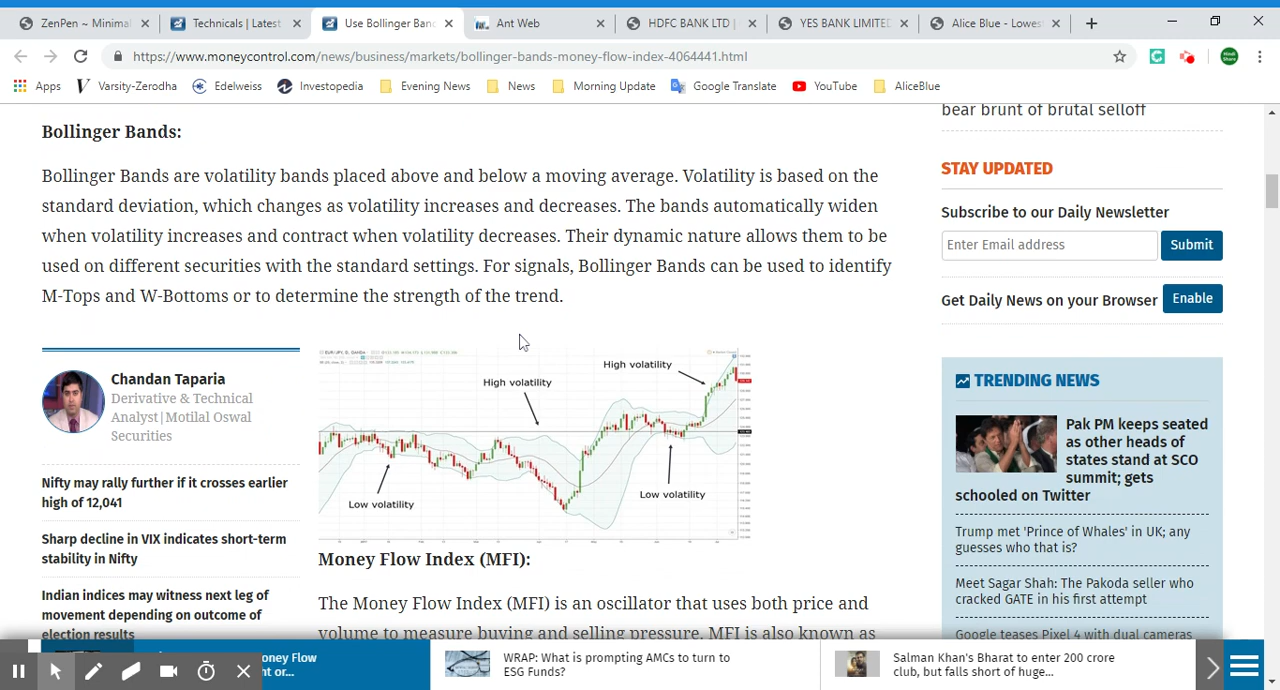 ZenPen ~ Minimal
Technicals | Latest
Use Bollinger Band
Ant Web
HDFC BANK LTD |
YES BANK LIMITE
Alice Blue - Lowes
https://www.moneycontrol.com/news/business/markets/bollinger-bands-money-flow-index-4064441.html
Apps
Varsity-Zerodha
Edelweiss
Investopedia
Evening News
News
Morning Update
Google Translate
YouTube
AliceBlue
Bollinger Bands:
Bollinger Bands are volatility bands placed above and below a moving average. Volatility is based on the
standard deviation, which changes as volatility increases and decreases. The bands automatically widen
when volatility increases and contract when volatility decreases. Their dynamic nature allows them to be
used on different securities with the standard settings. For signals, Bollinger Bands can be used to identify
M-Tops and W-Bottoms or to determine the strength of the trend.
Chandan Taparia
Derivative & Technical
Analyst|Motilal Oswal
Securities
Nifty may rally further if it crosses earlier
high of 12,041
Sharp decline in VIX indicates short-term
stability in Nifty
Indian indices may witness next leg of
movement depending on outcome of
election results
High volatility
High volatility
Low volatility
Low volatility
Money Flow Index (MFI):
The Money Flow Index (MFI) is an oscillator that uses both price and
volume to measure buying and selling pressure. MFI is also known as
bear brunt of brutal selloff
STAY UPDATED
Subscribe to our Daily Newsletter
Enter Email address
Submit
Get Daily News on your Browser
Enable
TRENDING NEWS
Pak PM keeps seated
as other heads of
states stand at SCO
summit; gets
schooled on Twitter
Trump met 'Prince of Whales' in UK; any
guesses who that is?
Meet Sagar Shah: The Pakoda seller who
cracked GATE in his first attempt
Google teases Pixel 4 with dual cameras
oney Flow
ht or...
WRAP: What is prompting AMCs to turn to
ESG Funds?
Salman Khan's Bharat to enter 200 crore
club, but falls short of huge...